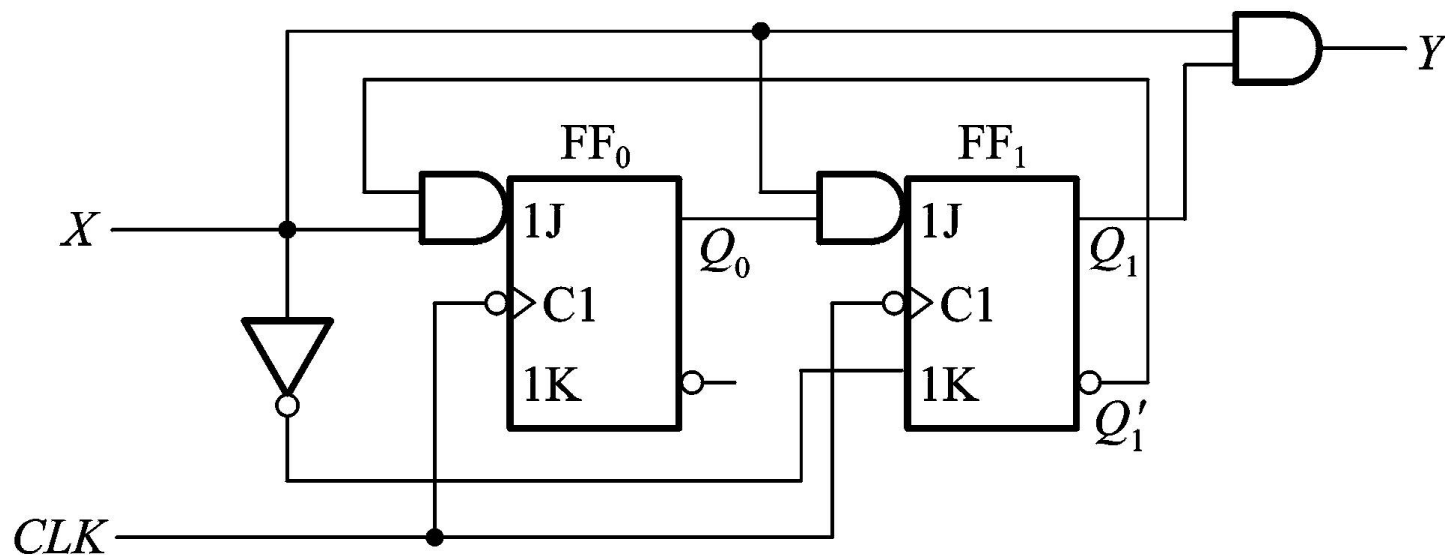 Y
FF₀ FF₁
X 1J Q₀ 1J Q₁
C1 C1
1K 1K
Q₁′
CLK